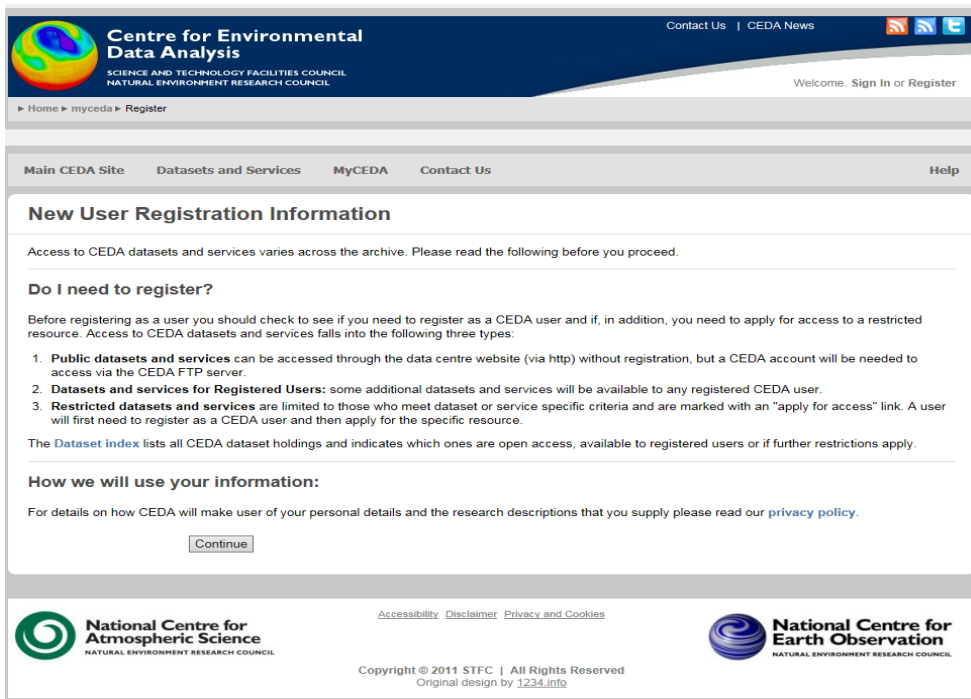 Contact Us | CEDA News
Centre for Environmental
Data Analysis
SCIENCE AND TECHNOLOGY FACILITIES COUNCIL
NATURAL ENVIRONMENT RESEARCH COUNCIL
Welcome. Sign In or Register
Home myceda Register
Main CEDA Site Datasets and Services MyCEDA Contact Us Help
New User Registration Information
Access to CEDA datasets and services varies across the archive. Please read the following before you proceed.
Do I need to register?
Before registering as a user you should check to see if you need to register as a CEDA user and if, in addition, you need to apply for access to a restricted
resource. Access to CEDA datasets and services falls into the following three types:
1. Public datasets and services can be accessed through the data centre website (via http) without registration, but a CEDA account will be needed to
access via the CEDA FTP server.
2. Datasets and services for Registered Users: some additional datasets and services will be available to any registered CEDA user.
3. Restricted datasets and services are limited to those who meet dataset or service specific criteria and are marked with an "apply for access" link. A user
will first need to register as a CEDA user and then apply for the specific resource.
The Dataset index lists all CEDA dataset holdings and indicates which ones are open access, available to registered users or if further restrictions apply.
How we will use your information:
For details on how CEDA will make user of your personal details and the research descriptions that you supply please read our privacy policy.
Continue
National Centre for
Atmospheric Science
NATURAL ENVIRONMENT RESEARCH COUNCIL
Accessibility Disclaimer Privacy and Cookies
Copyright © 2011 STFC | All Rights Reserved
Original design by 1234.info
National Centre for
Earth Observation
NATURAL ENVIRONMENT RESEARCH COUNCIL